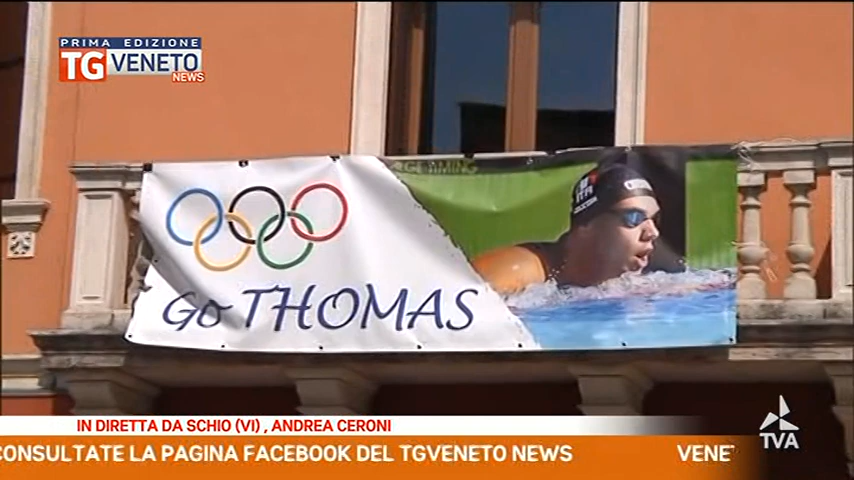 PRIMA EDIZIONE
TG VENETO
NEWS
Go THOMAS
ITA
IN DIRETTA DA SCHIO (VI) , ANDREA CERONI
CONSULTATE LA PAGINA FACEBOOK DEL TGVENETO NEWS VENET
TVA